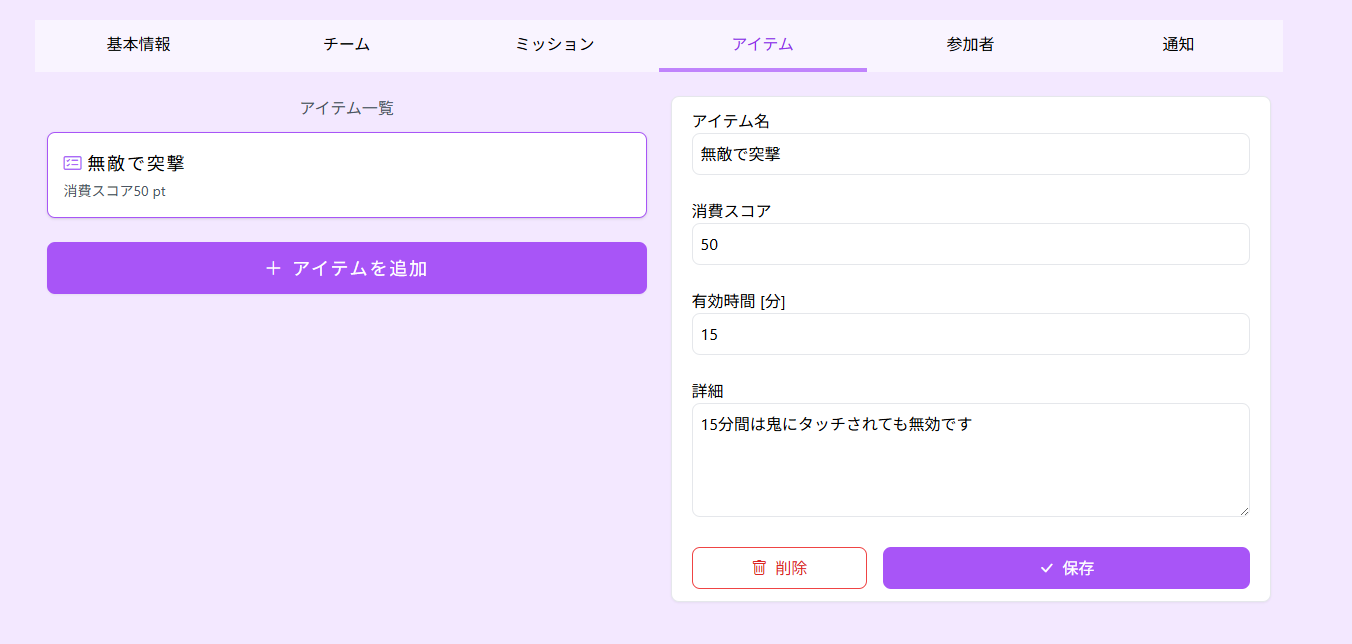 基本情報 チーム ミッション アイテム 参加者 通知
アイテム一覧
無敵で突撃
消費スコア50 pt
+ アイテムを追加
アイテム名
無敵で突撃
消費スコア
50
有効時間 [分]
15
詳細
15分間は鬼にタッチされても無効です
削除 保存